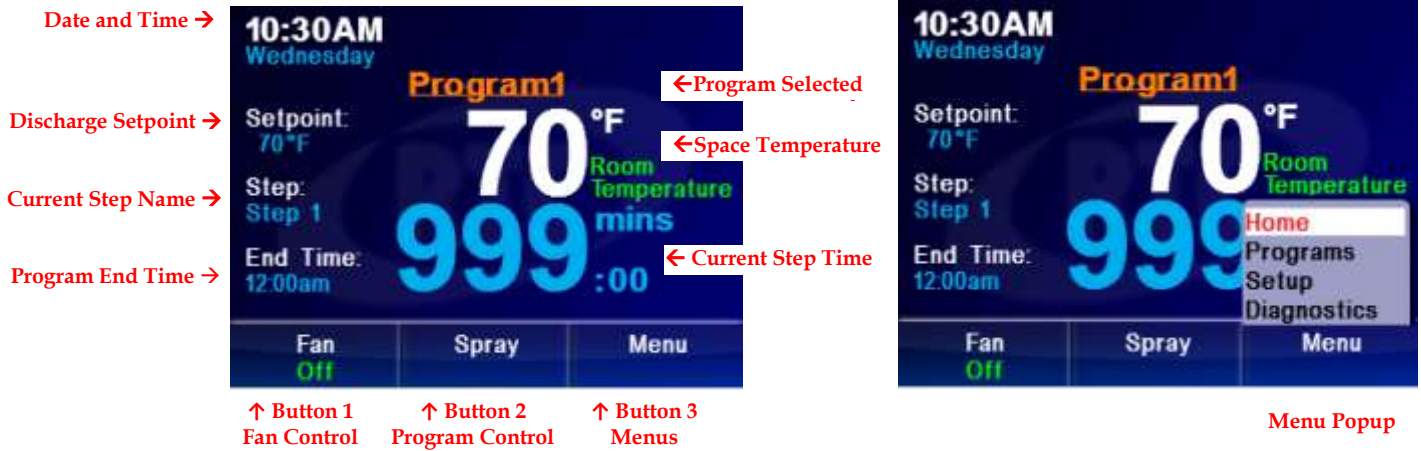 Date and Time →
10:30AM
Wednesday
Program1
←Program Selected
Discharge Setpoint →
Setpoint:
70°F
70°F
←Space Temperature
Room
Temperature
Current Step Name →
Step:
Step 1
999 mins
:00
← Current Step Time
Program End Time →
End Time:
12:00am
Fan
Off
Spray
Menu
↑ Button 1
Fan Control
↑ Button 2
Program Control
↑ Button 3
Menus
10:30AM
Wednesday
Program1
Setpoint:
70°F
70°F
Room
Temperature
Step:
Step 1
999
End Time:
12:00am
Home
Programs
Setup
Diagnostics
Fan
Off
Spray
Menu
Menu Popup